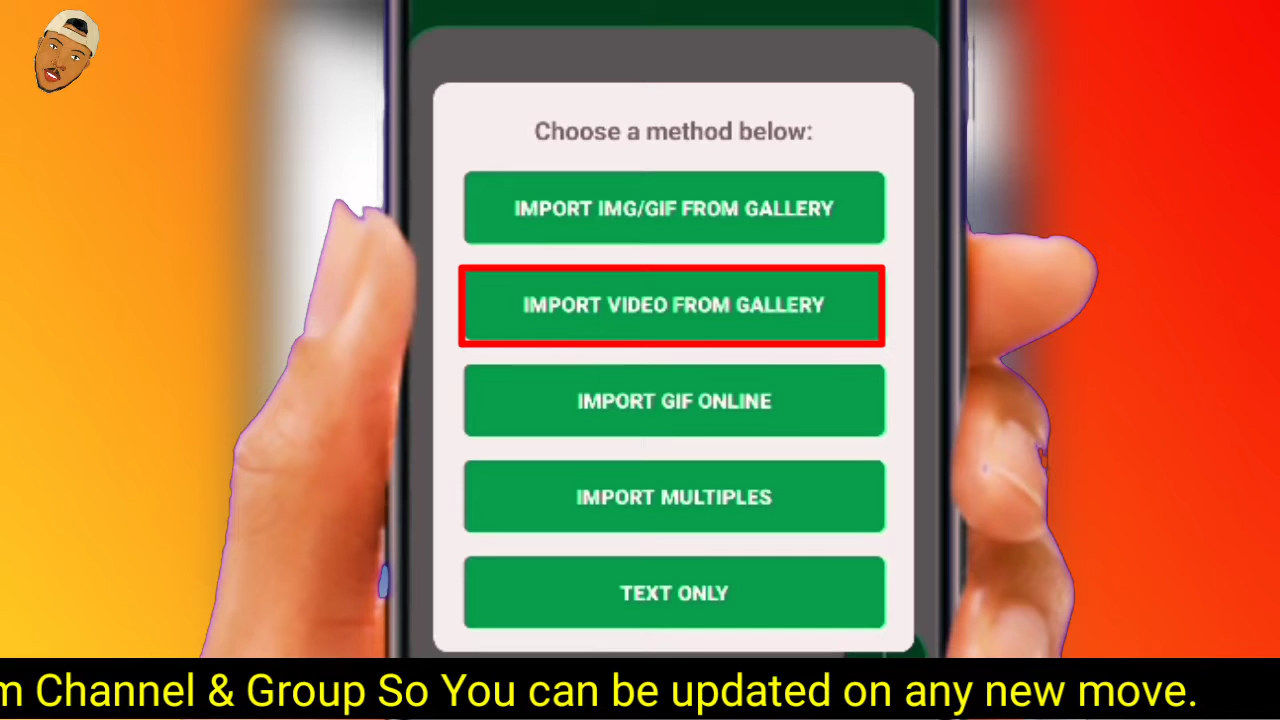 Choose a method below:
IMPORT IMG/GIF FROM GALLERY
IMPORT VIDEO FROM GALLERY
IMPORT GIF ONLINE
IMPORT MULTIPLES
TEXT ONLY
m Channel & Group So You can be updated on any new move.